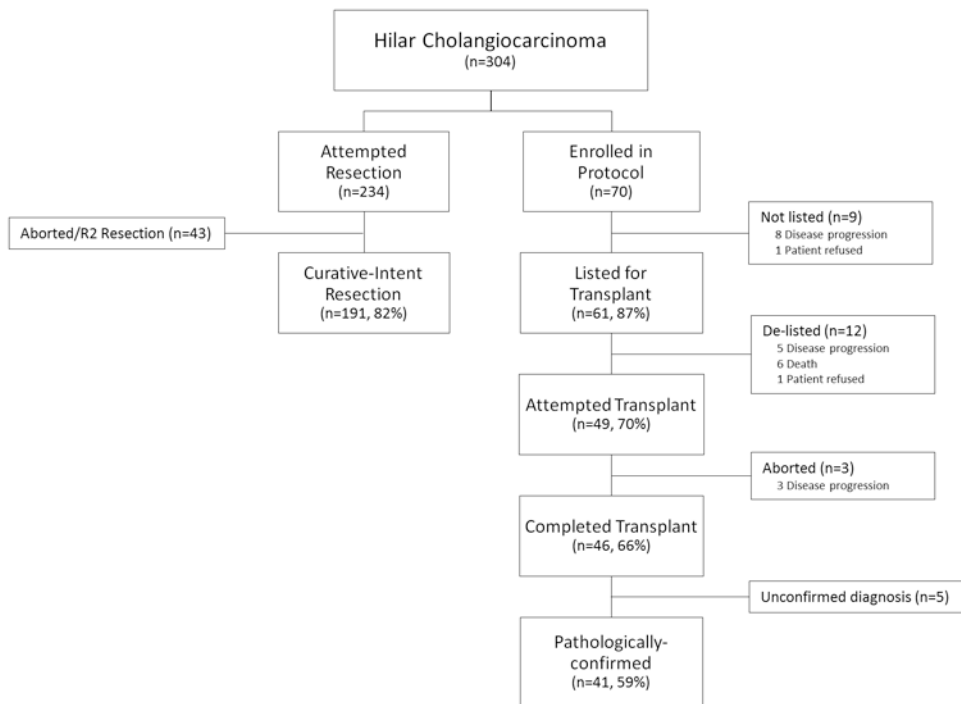 Hilar Cholangiocarcinoma
(n=304)
Attempted
Resection
(n=234)
Enrolled in
Protocol
(n=70)
Aborted/R2 Resection (n=43)
Not listed (n=9)
8 Disease progression
1 Patient refused
Curative-Intent
Resection
(n=191, 82%)
Listed for
Transplant
(n=61, 87%)
De-listed (n=12)
5 Disease progression
6 Death
1 Patient refused
Attempted Transplant
(n=49, 70%)
Aborted (n=3)
3 Disease progression
Completed Transplant
(n=46, 66%)
Unconfirmed diagnosis (n=5)
Pathologically-
confirmed
(n=41, 59%)